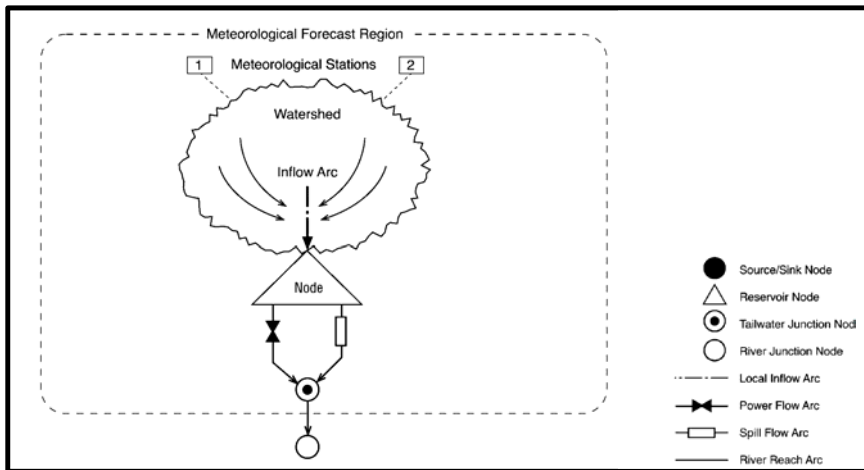 Meteorological Forecast Region
1 Meteorological Stations 2
Watershed
Inflow Arc
Node
Source/Sink Node
Reservoir Node
Tailwater Junction Nod
River Junction Node
Local Inflow Arc
Power Flow Arc
Spill Flow Arc
River Reach Arc